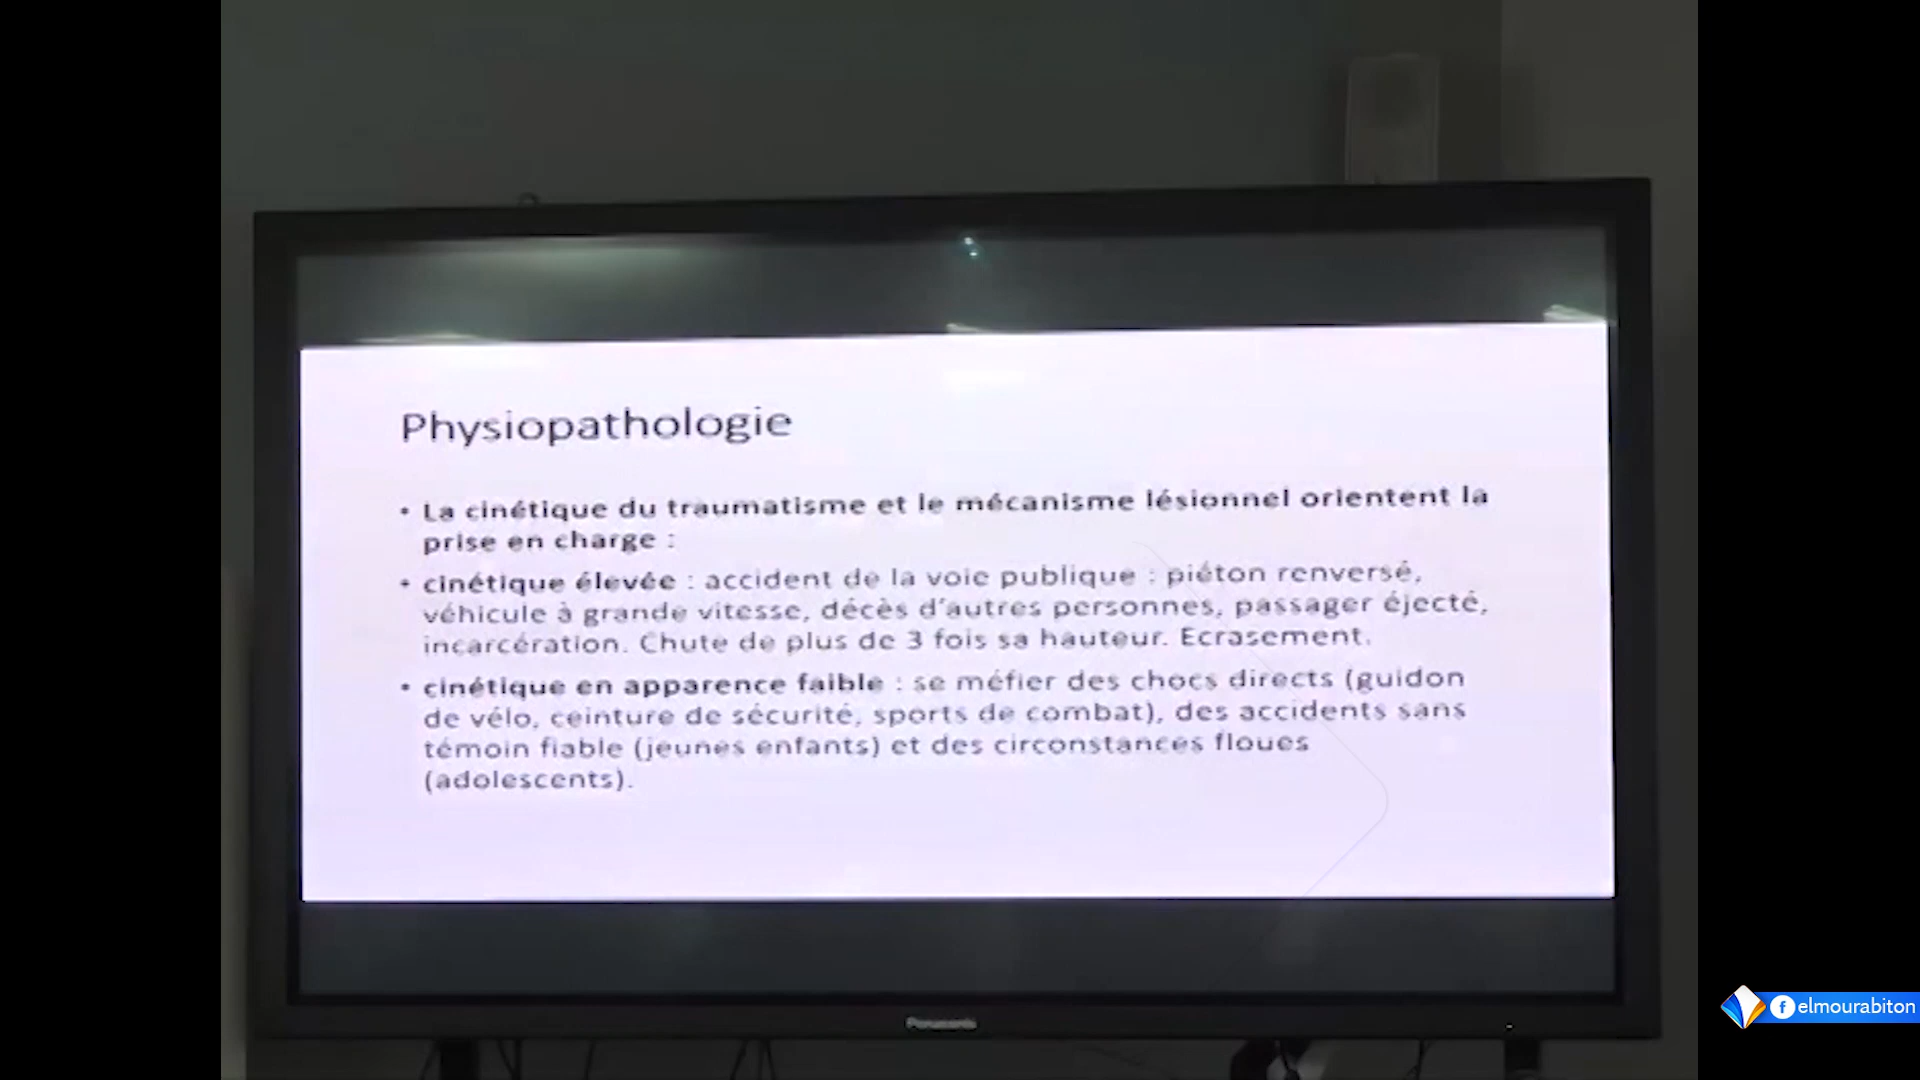 Physiopathologie
• La cinétique du traumatisme et le mécanisme lésionnel orientent la
prise en charge :
• cinétique élevée : accident de la voie publique : piéton renversé,
véhicule à grande vitesse, décès d'autres personnes, passager éjecté,
incarcération. Chute de plus de 3 fois sa hauteur. Ecrasement.
• cinétique en apparence faible : se méfier des chocs directs (guidon
de vélo, ceinture de sécurité, sports de combat), des accidents sans
témoin fiable (jeunes enfants) et des circonstances floues
(adolescents).
Panasonic
f elmourabiton